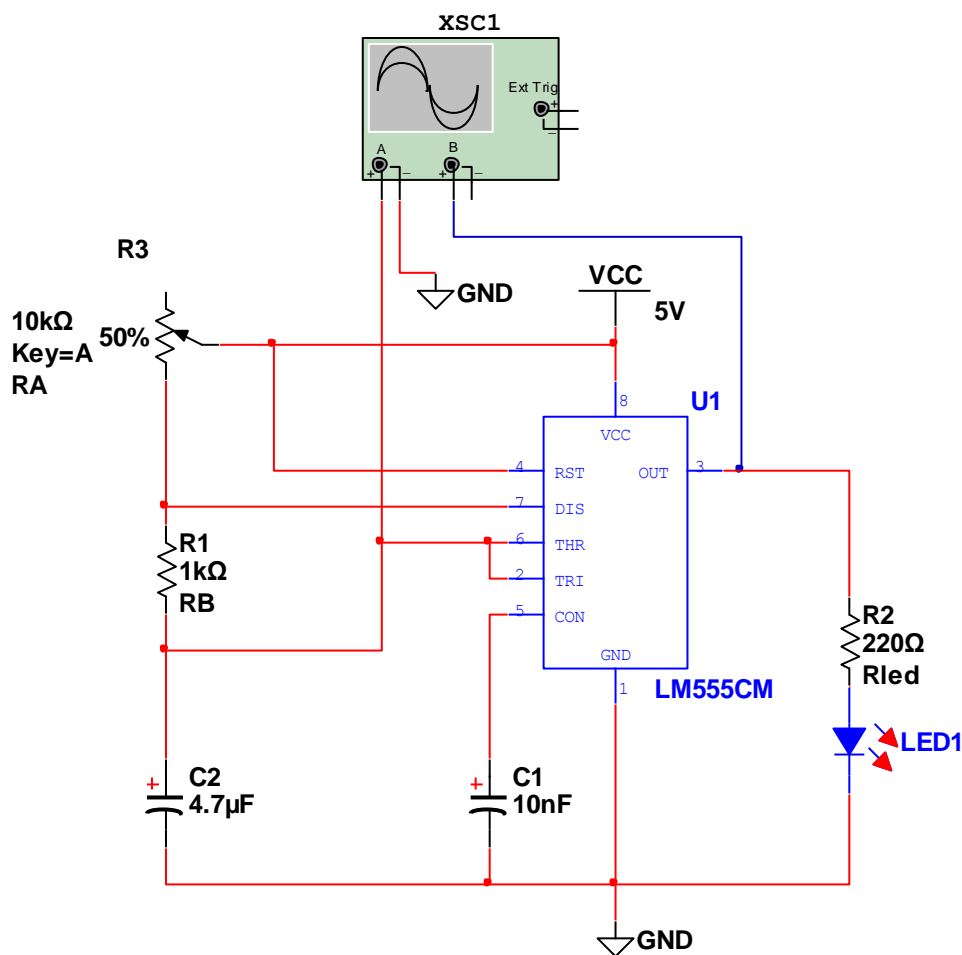 XSC1
Ext Trig
+
−
A
B
+
−
+
−
R3
VCC
GND
5V
10kΩ
50%
Key=A
RA
8
U1
VCC
4
RST
OUT
3
7
DIS
R1
6
THR
1kΩ
2
TRI
RB
5
CON
R2
220Ω
GND
Rled
1
LM555CM
LED1
+
C2
4.7µF
+
C1
10nF
GND